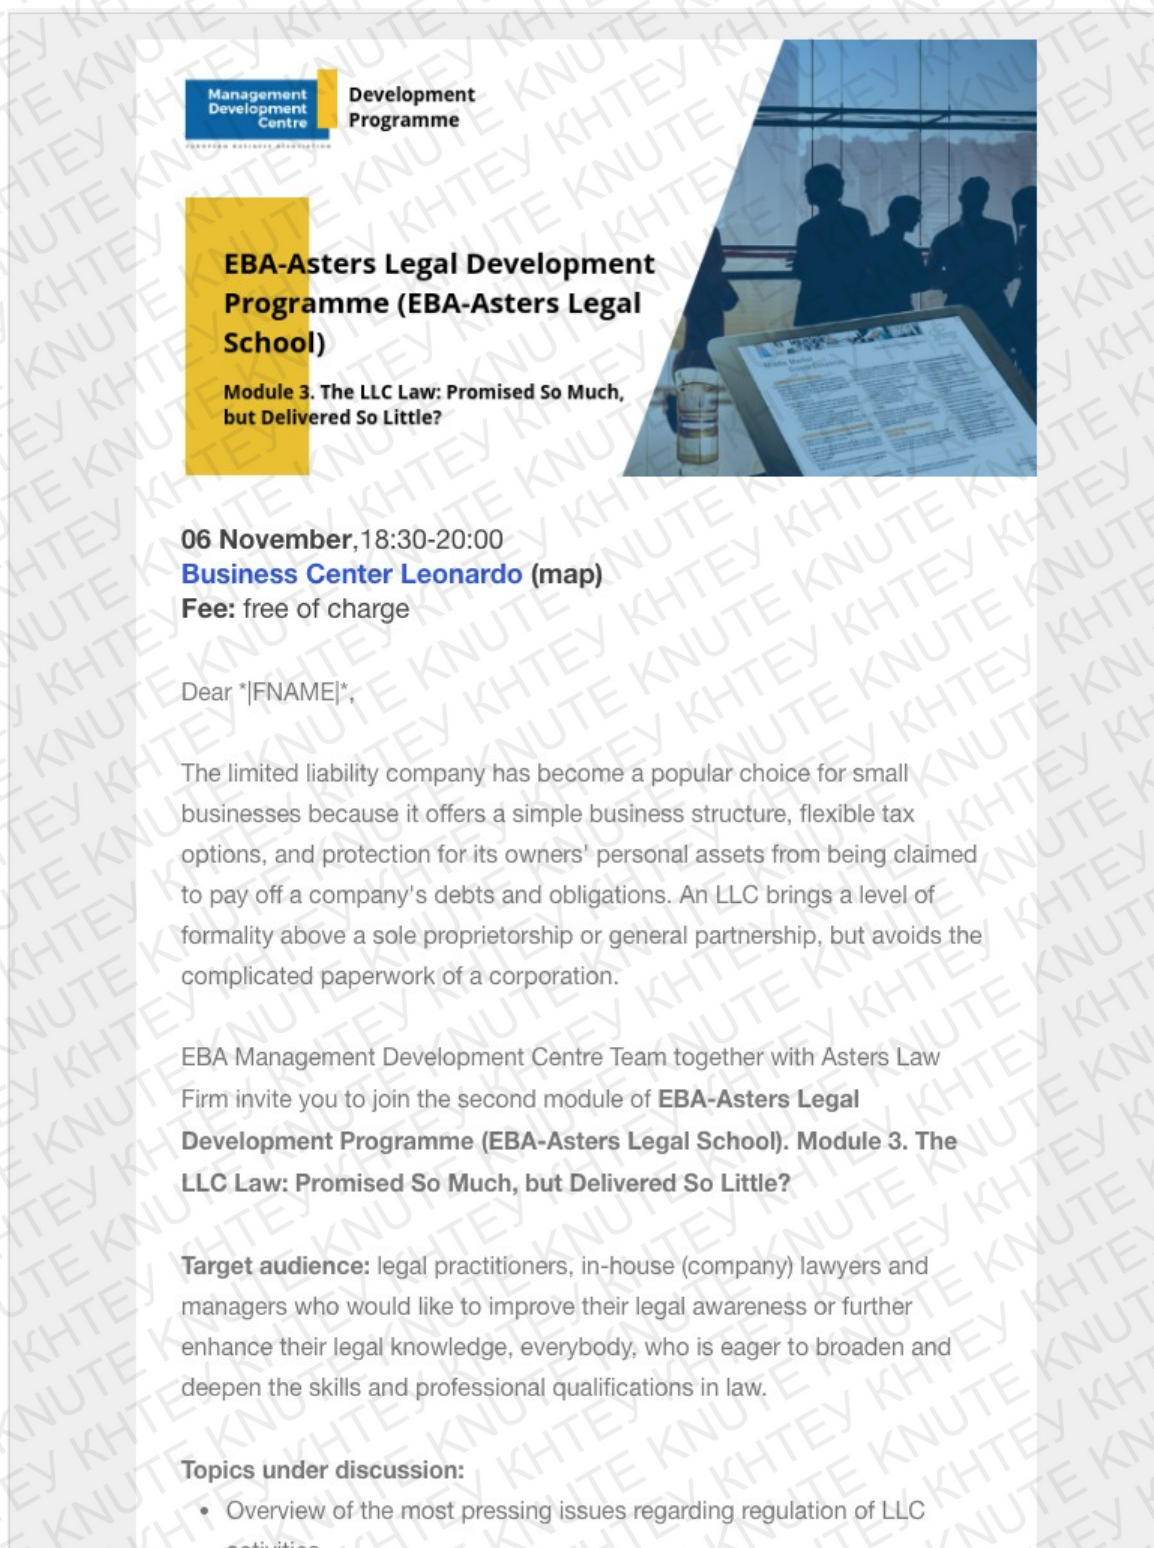 Management
Development
Centre
EUROPEAN BUSINESS ASSOCIATION
Development
Programme
EBA-Asters Legal Development
Programme (EBA-Asters Legal
School)
Module 3. The LLC Law: Promised So Much,
but Delivered So Little?
06 November,18:30-20:00
Business Center Leonardo (map)
Fee: free of charge
Dear *|FNAME|*,
The limited liability company has become a popular choice for small
businesses because it offers a simple business structure, flexible tax
options, and protection for its owners' personal assets from being claimed
to pay off a company's debts and obligations. An LLC brings a level of
formality above a sole proprietorship or general partnership, but avoids the
complicated paperwork of a corporation.
EBA Management Development Centre Team together with Asters Law
Firm invite you to join the second module of EBA-Asters Legal
Development Programme (EBA-Asters Legal School). Module 3. The
LLC Law: Promised So Much, but Delivered So Little?
Target audience: legal practitioners, in-house (company) lawyers and
managers who would like to improve their legal awareness or further
enhance their legal knowledge, everybody, who is eager to broaden and
deepen the skills and professional qualifications in law.
Topics under discussion:
• Overview of the most pressing issues regarding regulation of LLC
activities
KNUTE KHTEY